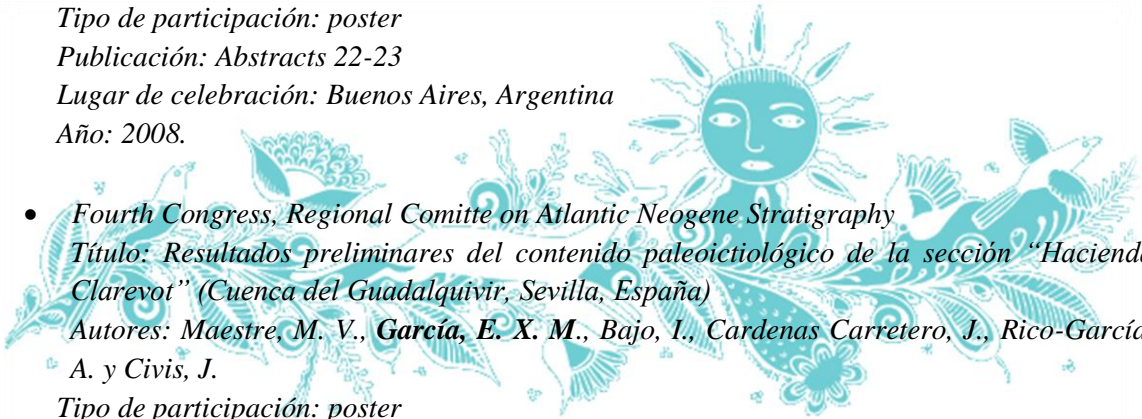 Tipo de participación: poster
Publicación: Abstracts 22-23
Lugar de celebración: Buenos Aires, Argentina
Año: 2008.
• Fourth Congress, Regional Comitte on Atlantic Neogene Stratigraphy
Título: Resultados preliminares del contenido paleoictiológico de la sección “Hacienda
Clarevot” (Cuenca del Guadalquivir, Sevilla, España)
Autores: Maestre, M. V., García, E. X. M., Bajo, I., Cardenas Carretero, J., Rico-García,
A. y Civis, J.
Tipo de participación: poster